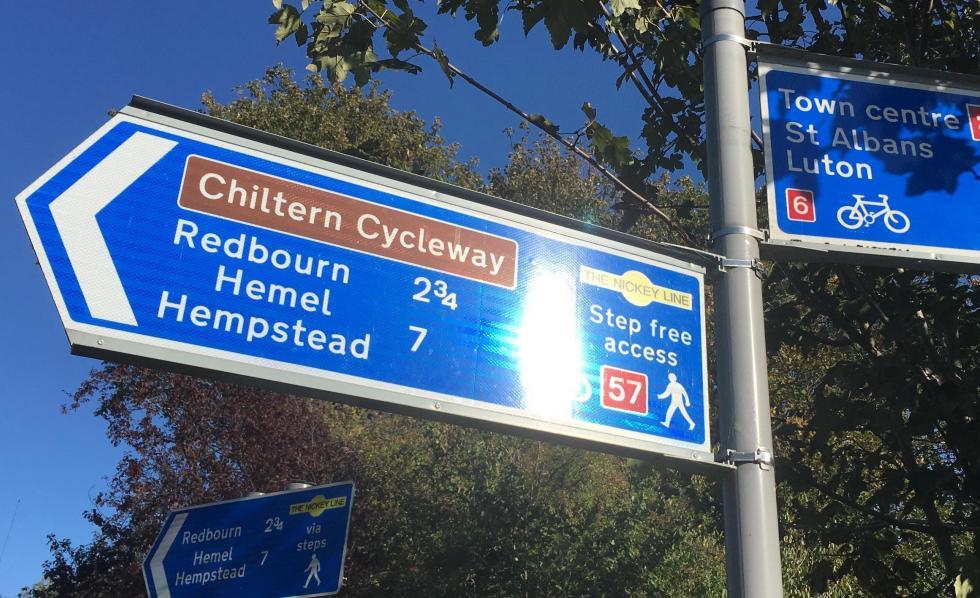 Chiltern Cycleway
Redbourn 2¾
Hemel
Hempstead 7
THE NICKEY LINE
Step free
access
57
Town centre
St Albans
Luton
6
Redbourn 2¾
Hemel
Hempstead 7
THE NICKEY LINE
via
steps